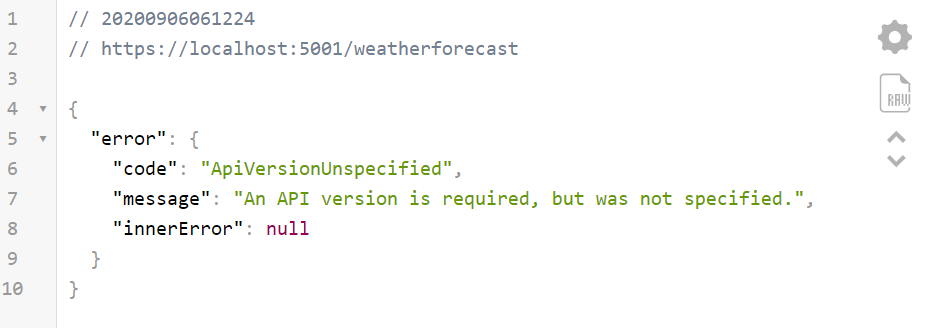 1 // 20200906061224
2 // https://localhost:5001/weatherforecast
3
4 {
5 "error": {
6 "code": "ApiVersionUnspecified",
7 "message": "An API version is required, but was not specified.",
8 "innerError": null
9 }
10 }
RAW